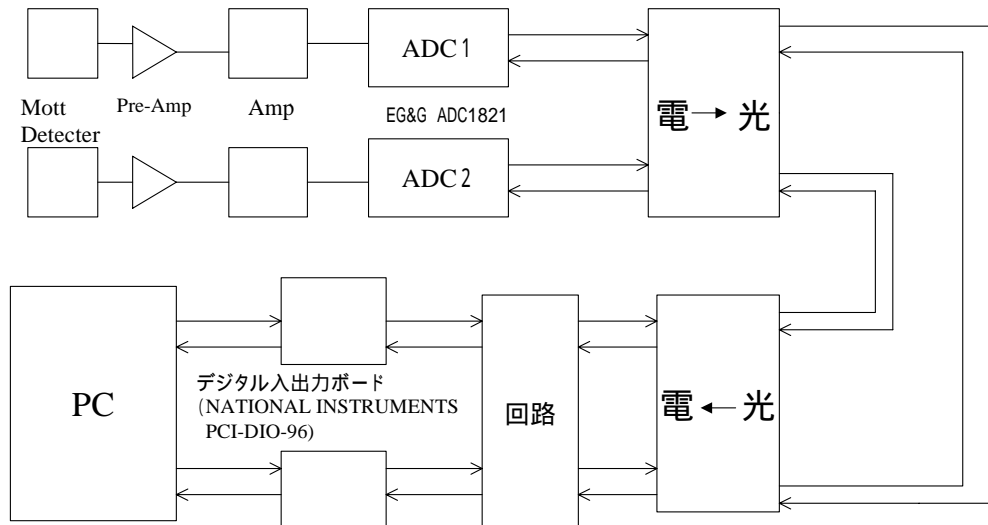 ADC1
Mott
Detecter
Pre-Amp
Amp
EG&G ADC1821
電→光
ADC2
PC
デジタル入出力ボード
(NATIONAL INSTRUMENTS
PCI-DIO-96)
回路
電←光